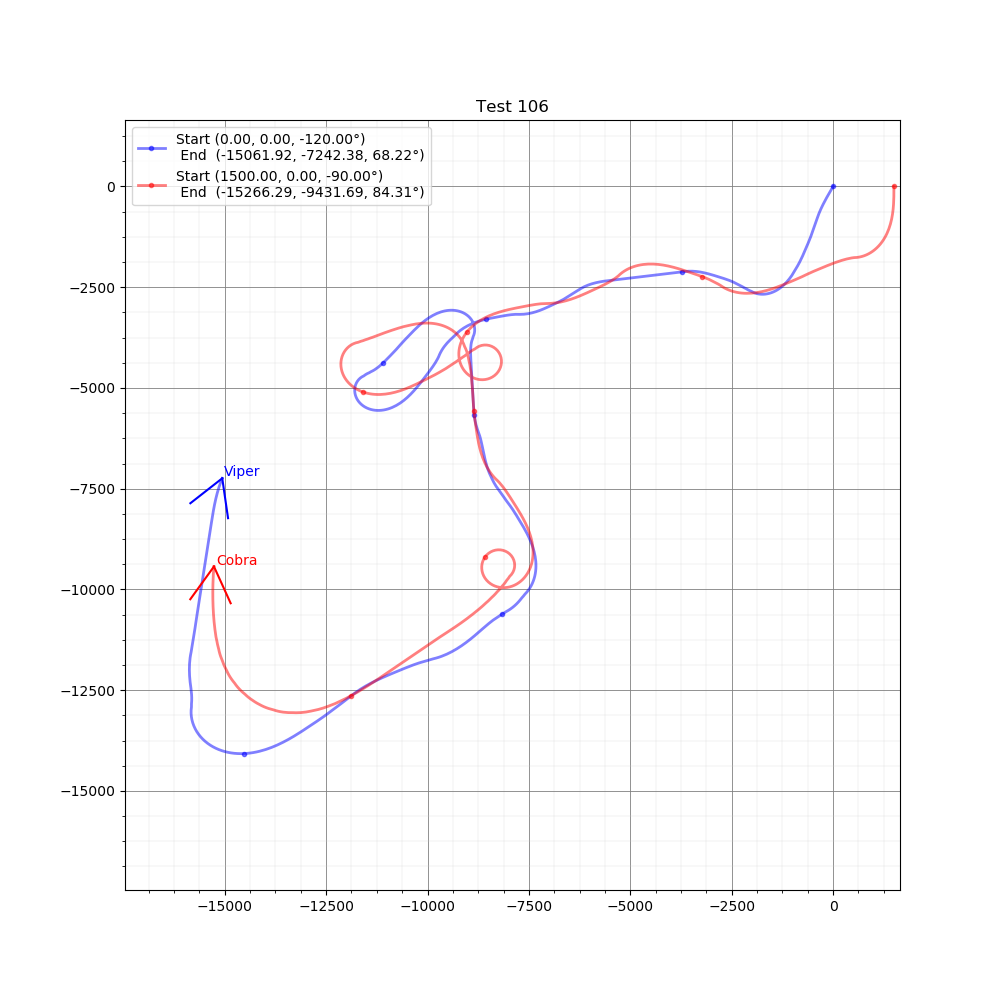 Test 106
Start (0.00, 0.00, -120.00°)
End  (-15061.92, -7242.38, 68.22°)
Start (1500.00, 0.00, -90.00°)
End  (-15266.29, -9431.69, 84.31°)
0
−2500
−5000
−7500
−10000
−12500
−15000
Viper
Cobra
−15000
−12500
−10000
−7500
−5000
−2500
0